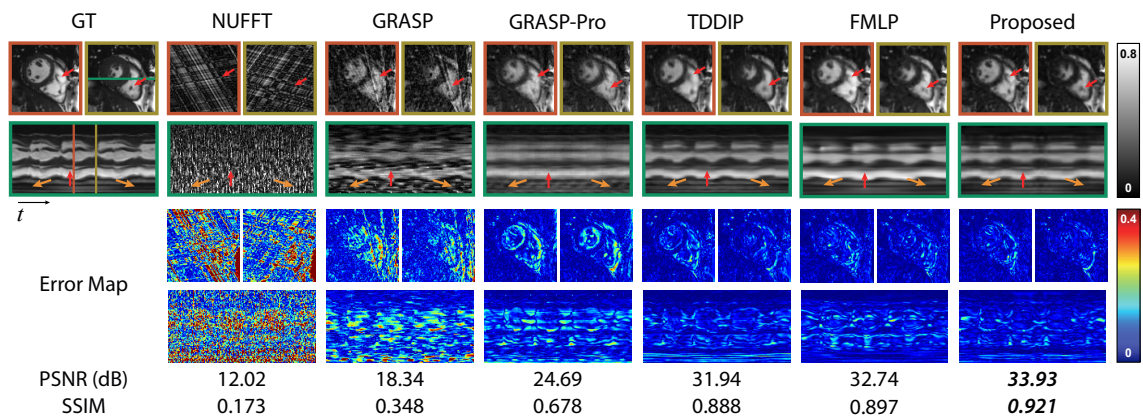 GT NUFFT GRASP GRASP-Pro TDDIP FMLP Proposed
0.8
0
t
0.4
Error Map
0
PSNR (dB) 12.02 18.34 24.69 31.94 32.74 33.93
SSIM 0.173 0.348 0.678 0.888 0.897 0.921